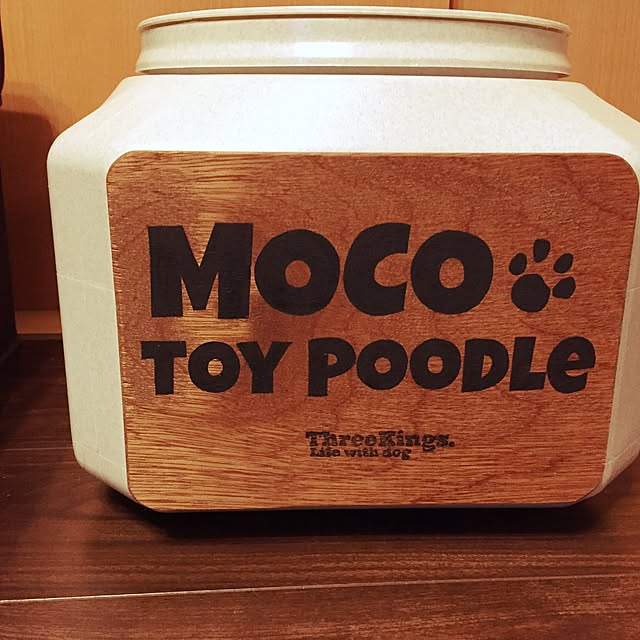 MOCO
TOY POODLE
ThreeKings.
Life with dog